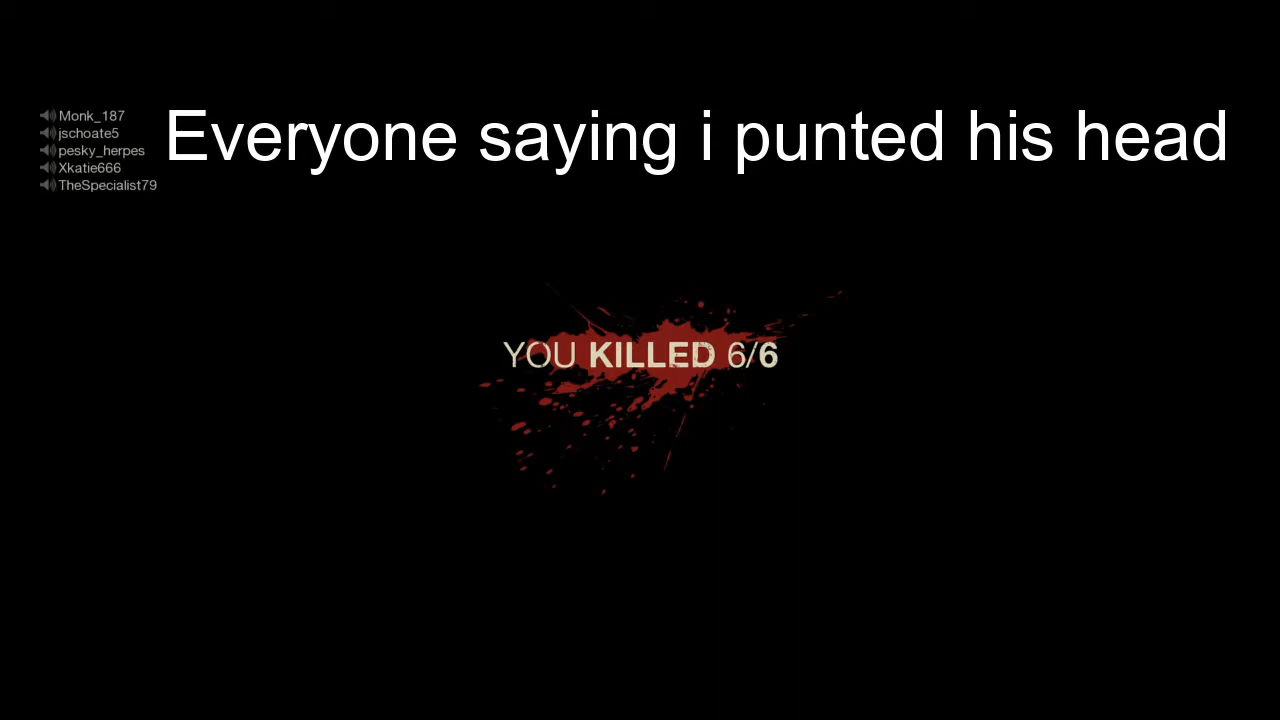 Monk_187
jschoate5
pesky_herpes
Xkatie666
TheSpecialist79
Everyone saying i punted his head
YOU KILLED 6/6